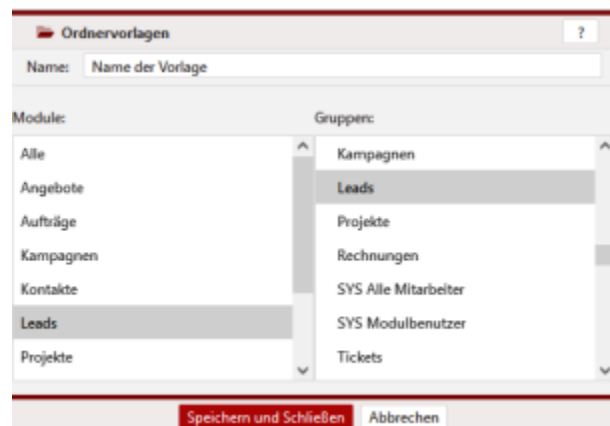 Ordnervorlagen ?
Name: Name der Vorlage
Module:
Alle
Angebote
Aufträge
Kampagnen
Kontakte
Leads
Projekte
Gruppen:
Kampagnen
Leads
Projekte
Rechnungen
SYS Alle Mitarbeiter
SYS Modulbenutzer
Tickets
Speichern und Schließen Abbrechen